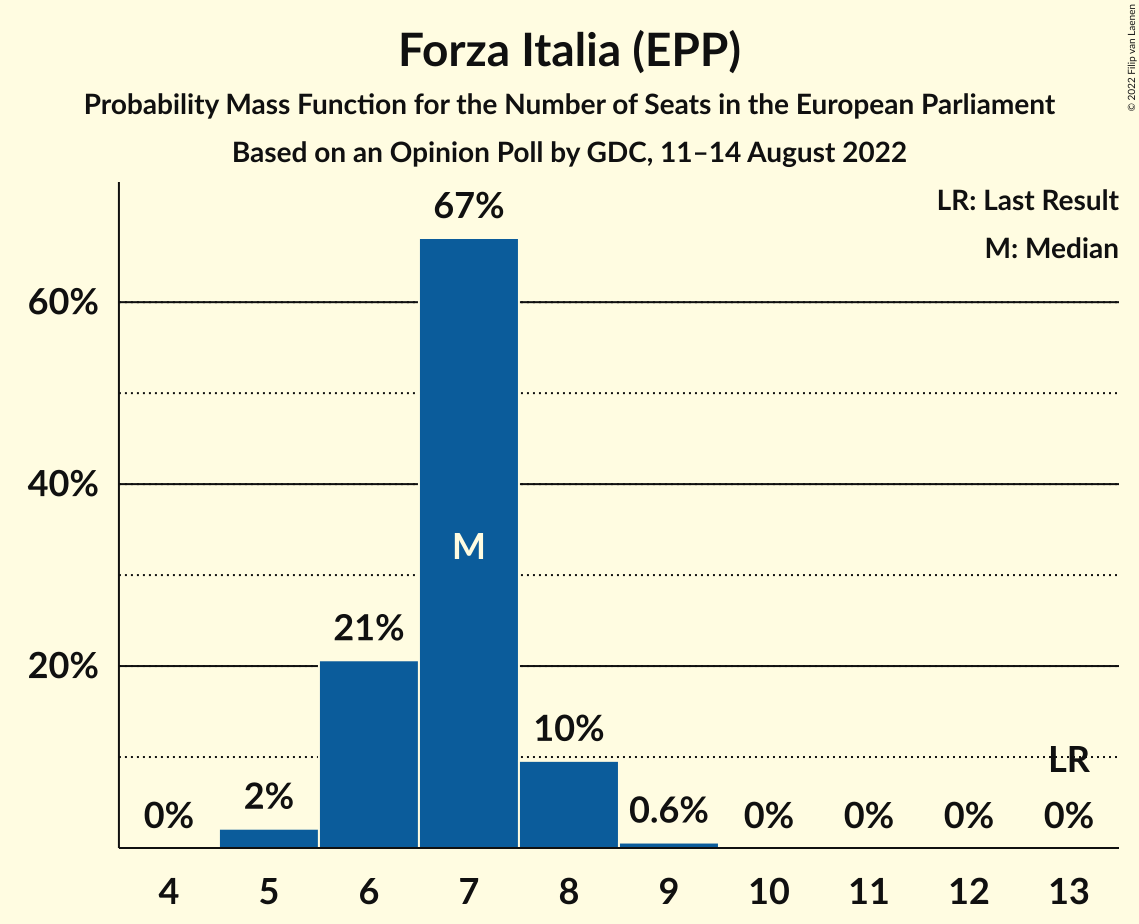 Forza Italia (EPP)
Probability Mass Function for the Number of Seats in the European Parliament
Based on an Opinion Poll by GDC, 11–14 August 2022
© 2022 Filip van Laenen
LR: Last Result
M: Median
67%
60%
40%
M
21%
20%
10%
LR
2%
0.6%
0%
0%
0%
0%
0%
4 5 6 7 8 9 10 11 12 13